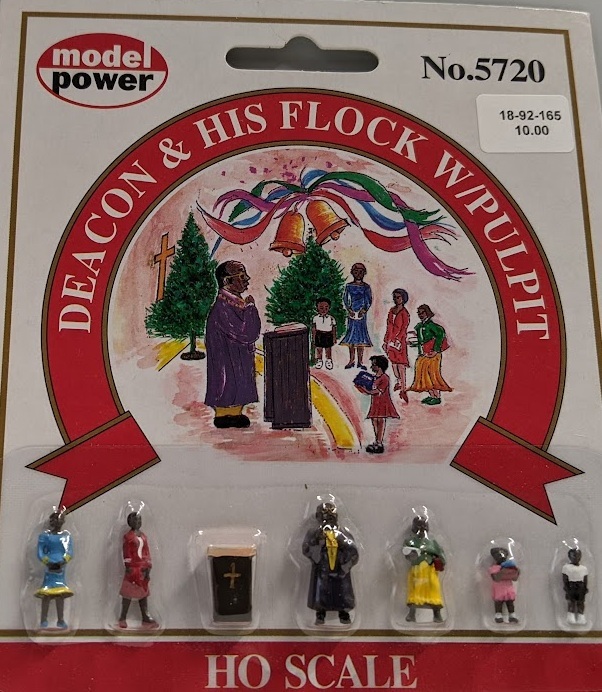 model
power
No.5720
18-92-165
10.00
DEACON & HIS FLOCK W/PULPIT
HO SCALE